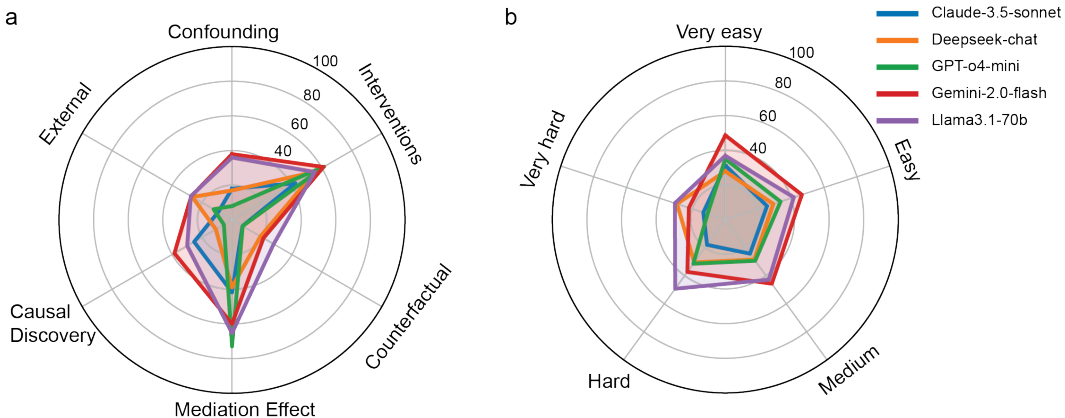 a
Confounding
100
80
60
40
Interventions
External
Causal
Discovery
Counterfactual
Mediation Effect
b
Very easy
100
80
60
40
Very hard
Easy
Hard
Medium
Claude-3.5-sonnet
Deepseek-chat
GPT-o4-mini
Gemini-2.0-flash
Llama3.1-70b